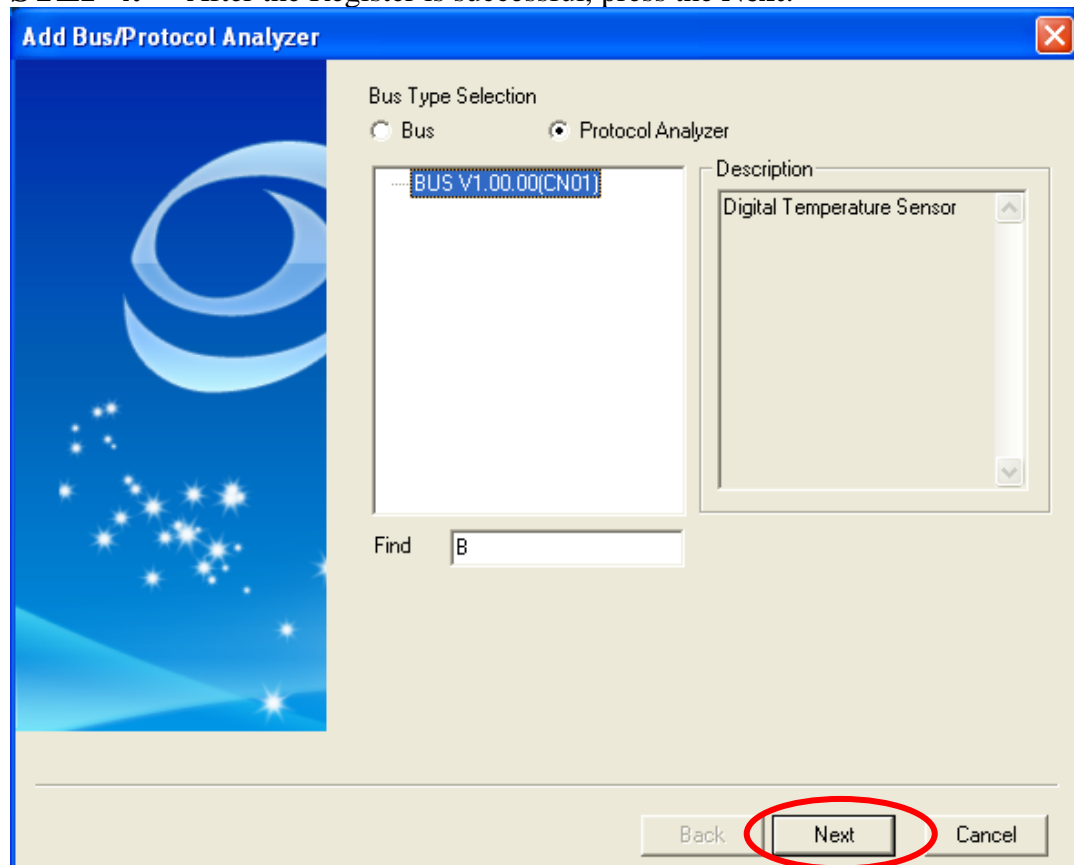 After the Register is successful, press the Next.
Add Bus/Protocol Analyzer
Bus Type Selection
Bus Protocol Analyzer
BUS V1.00.00(CN01)
Description
Digital Temperature Sensor
Find B
Back Next Cancel